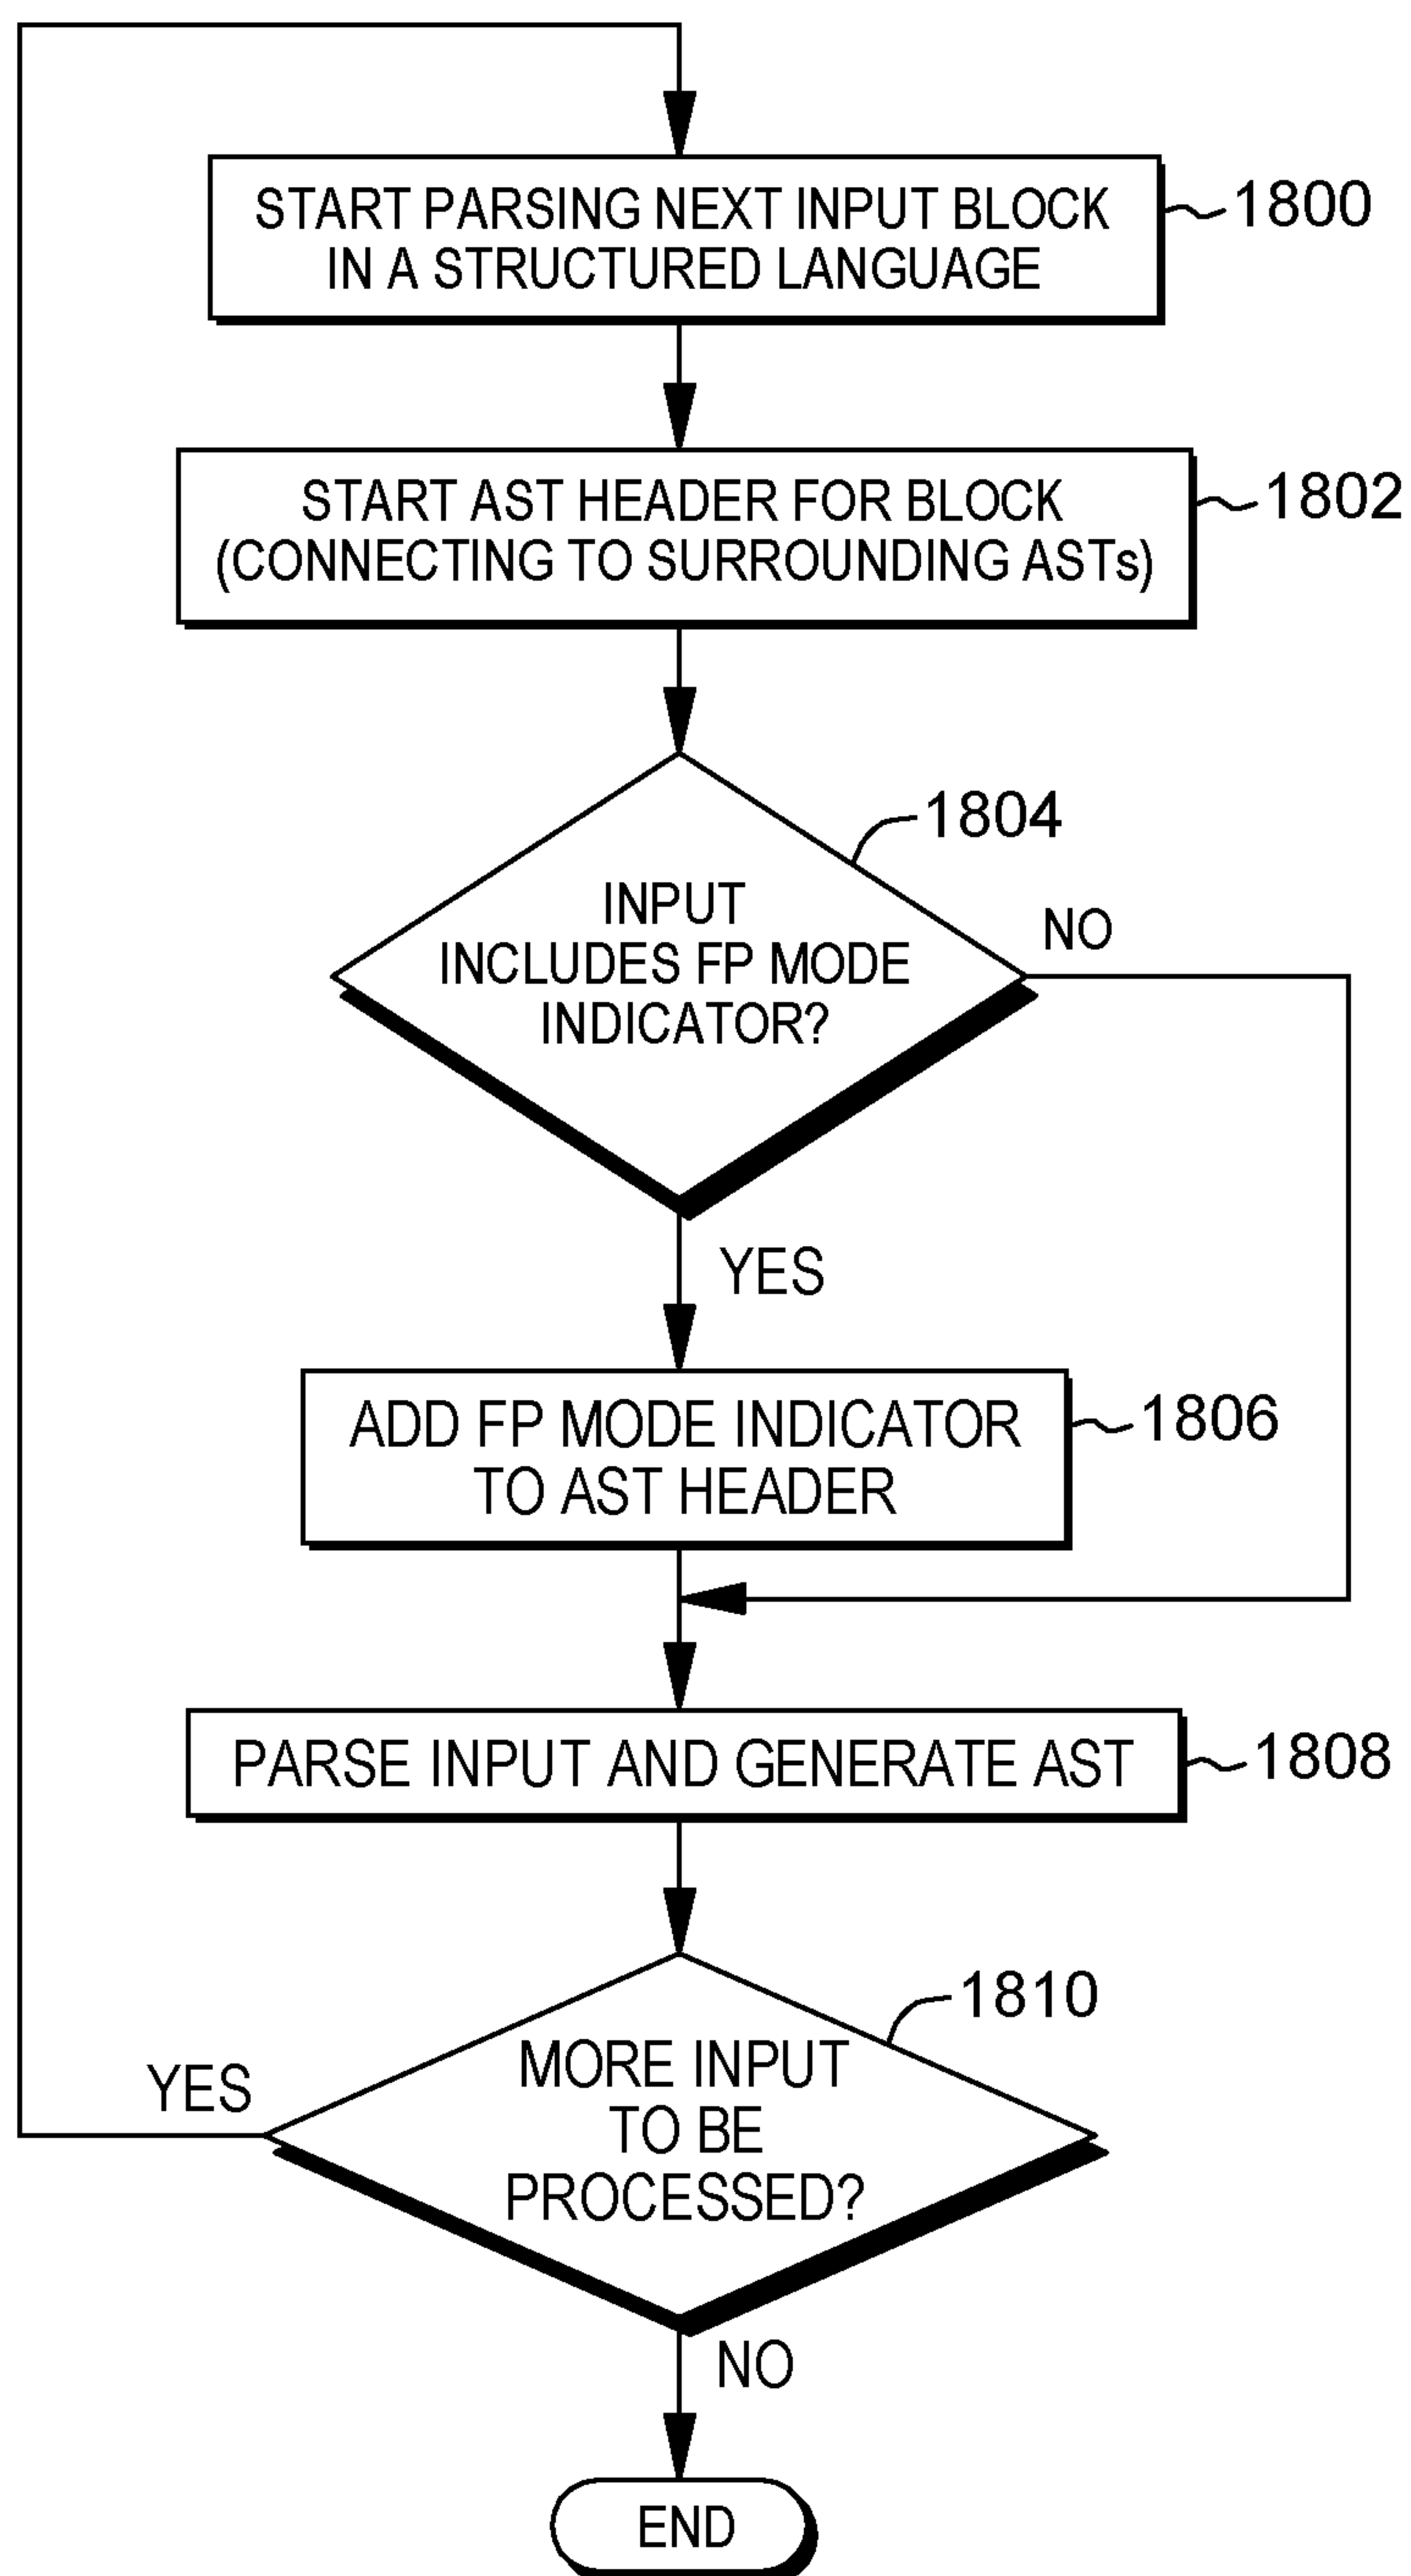 START PARSING NEXT INPUT BLOCK
IN A STRUCTURED LANGUAGE
1800
START AST HEADER FOR BLOCK
(CONNECTING TO SURROUNDING ASTs)
1802
1804
INPUT
INCLUDES FP MODE
INDICATOR?
NO
YES
ADD FP MODE INDICATOR
TO AST HEADER
1806
PARSE INPUT AND GENERATE AST
1808
1810
MORE INPUT
TO BE
PROCESSED?
YES
NO
END